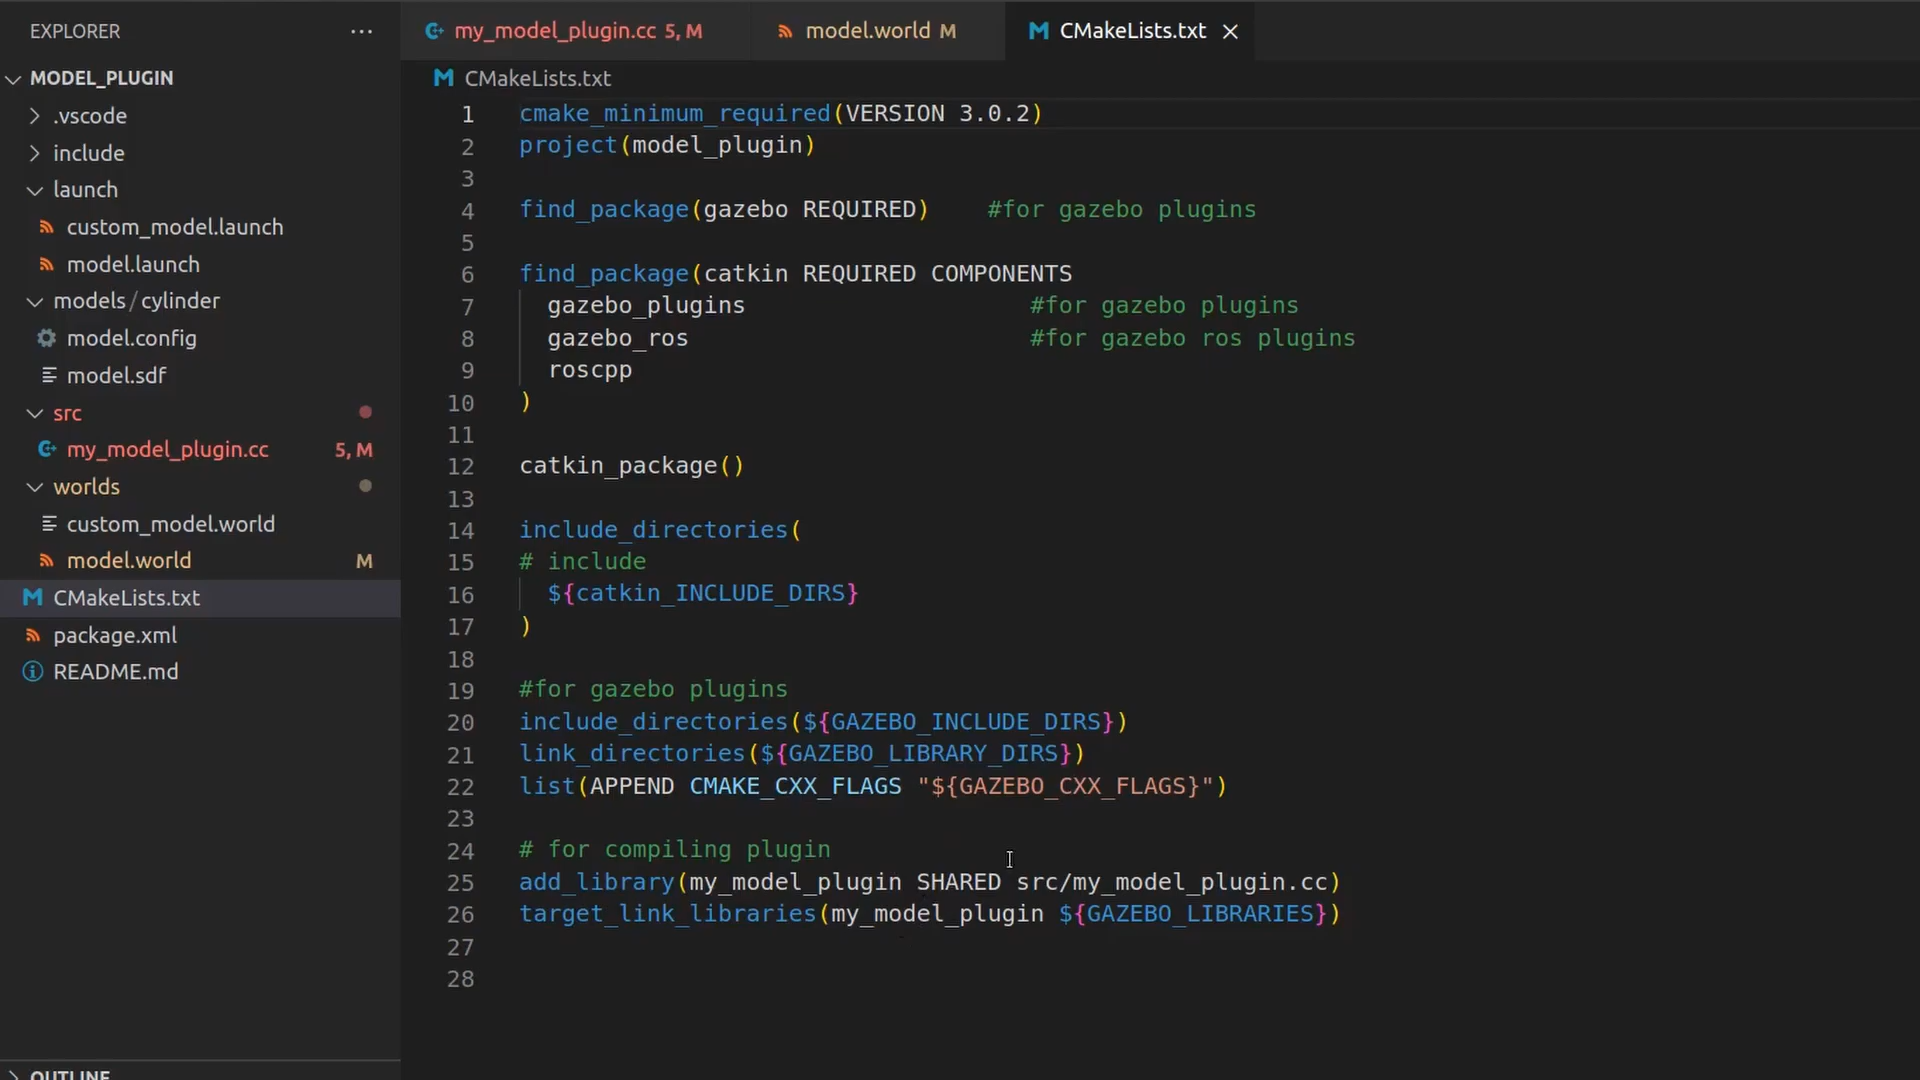 EXPLORER ...
MODEL_PLUGIN
.vscode
include
launch
custom_model.launch
model.launch
models/cylinder
model.config
model.sdf
src
my_model_plugin.cc 5, M
worlds
custom_model.world
model.world M
CMakeLists.txt
package.xml
README.md
OUTLINE
my_model_plugin.cc 5, M model.world M CMakeLists.txt
CMakeLists.txt
1 cmake_minimum_required(VERSION 3.0.2)
2 project(model_plugin)
3
4 find_package(gazebo REQUIRED) #for gazebo plugins
5
6 find_package(catkin REQUIRED COMPONENTS
7 gazebo_plugins #for gazebo plugins
8 gazebo_ros #for gazebo ros plugins
9 roscpp
10 )
11
12 catkin_package()
13
14 include_directories(
15 # include
16 ${catkin_INCLUDE_DIRS}
17 )
18
19 #for gazebo plugins
20 include_directories(${GAZEBO_INCLUDE_DIRS})
21 link_directories(${GAZEBO_LIBRARY_DIRS})
22 list(APPEND CMAKE_CXX_FLAGS "${GAZEBO_CXX_FLAGS}")
23
24 # for compiling plugin
25 add_library(my_model_plugin SHARED src/my_model_plugin.cc)
26 target_link_libraries(my_model_plugin ${GAZEBO_LIBRARIES})
27
28